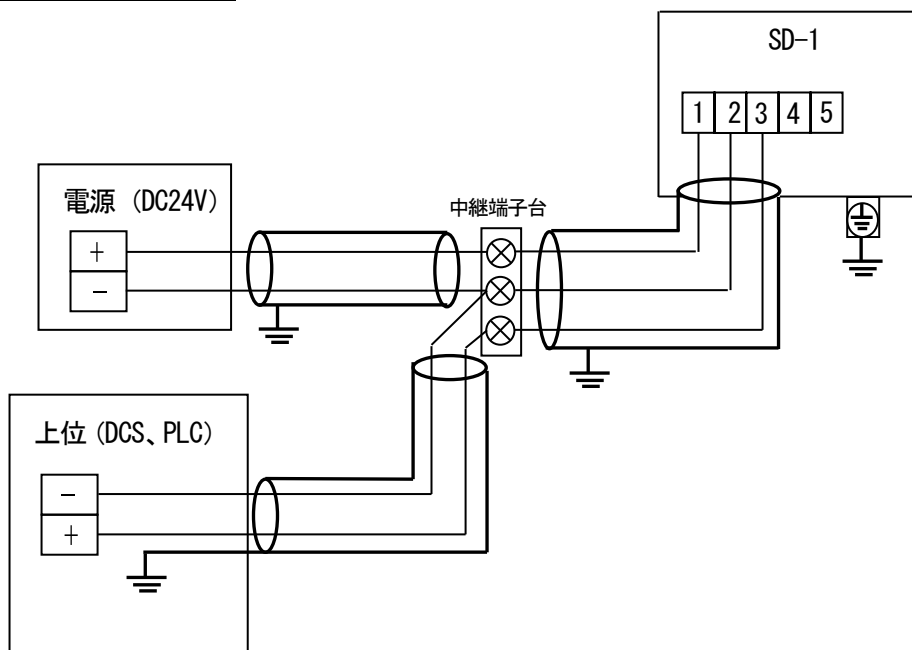 SD-1
1 2 3 4 5
電源 (DC24V)
+
-
中継端子台
上位 (DCS、PLC)
-
+